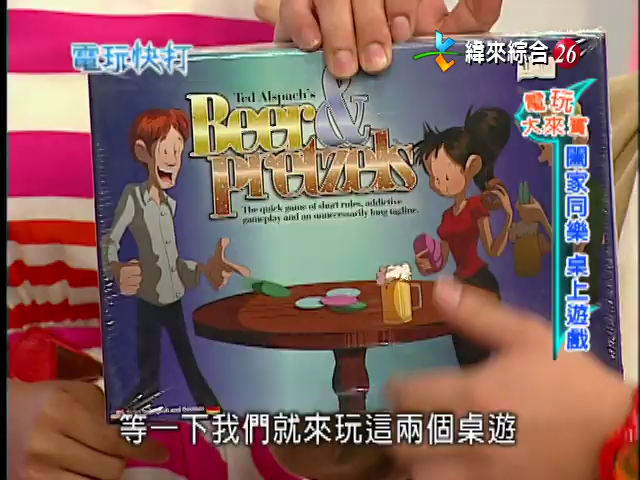 電玩快打
緯來綜合 26
電玩
大來賓
闔家同樂 桌上遊戲
Ted Alspach's
Beer & Pretzels
The quick game of short rules, addictive
gameplay and an unnecessarily long tagline.
等一下我們就來玩這兩個桌遊